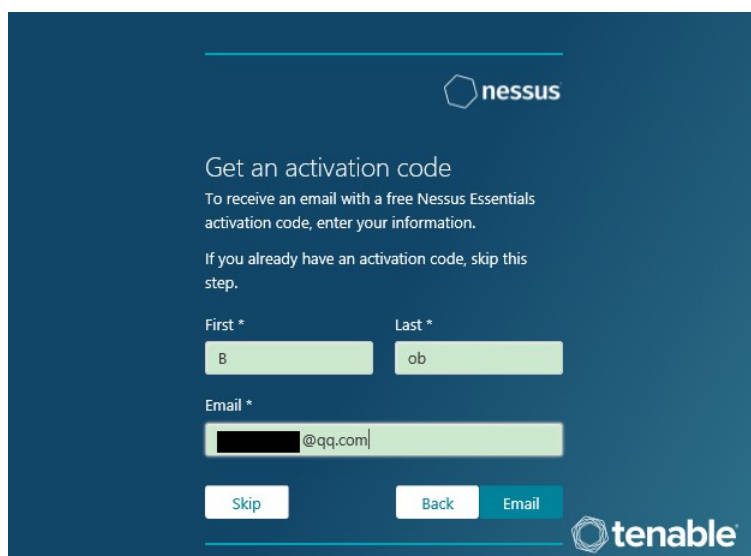 nessus
Get an activation code
To receive an email with a free Nessus Essentials
activation code, enter your information.
If you already have an activation code, skip this
step.
First * Last *
B ob
Email *
@qq.com
Skip Back Email
tenable